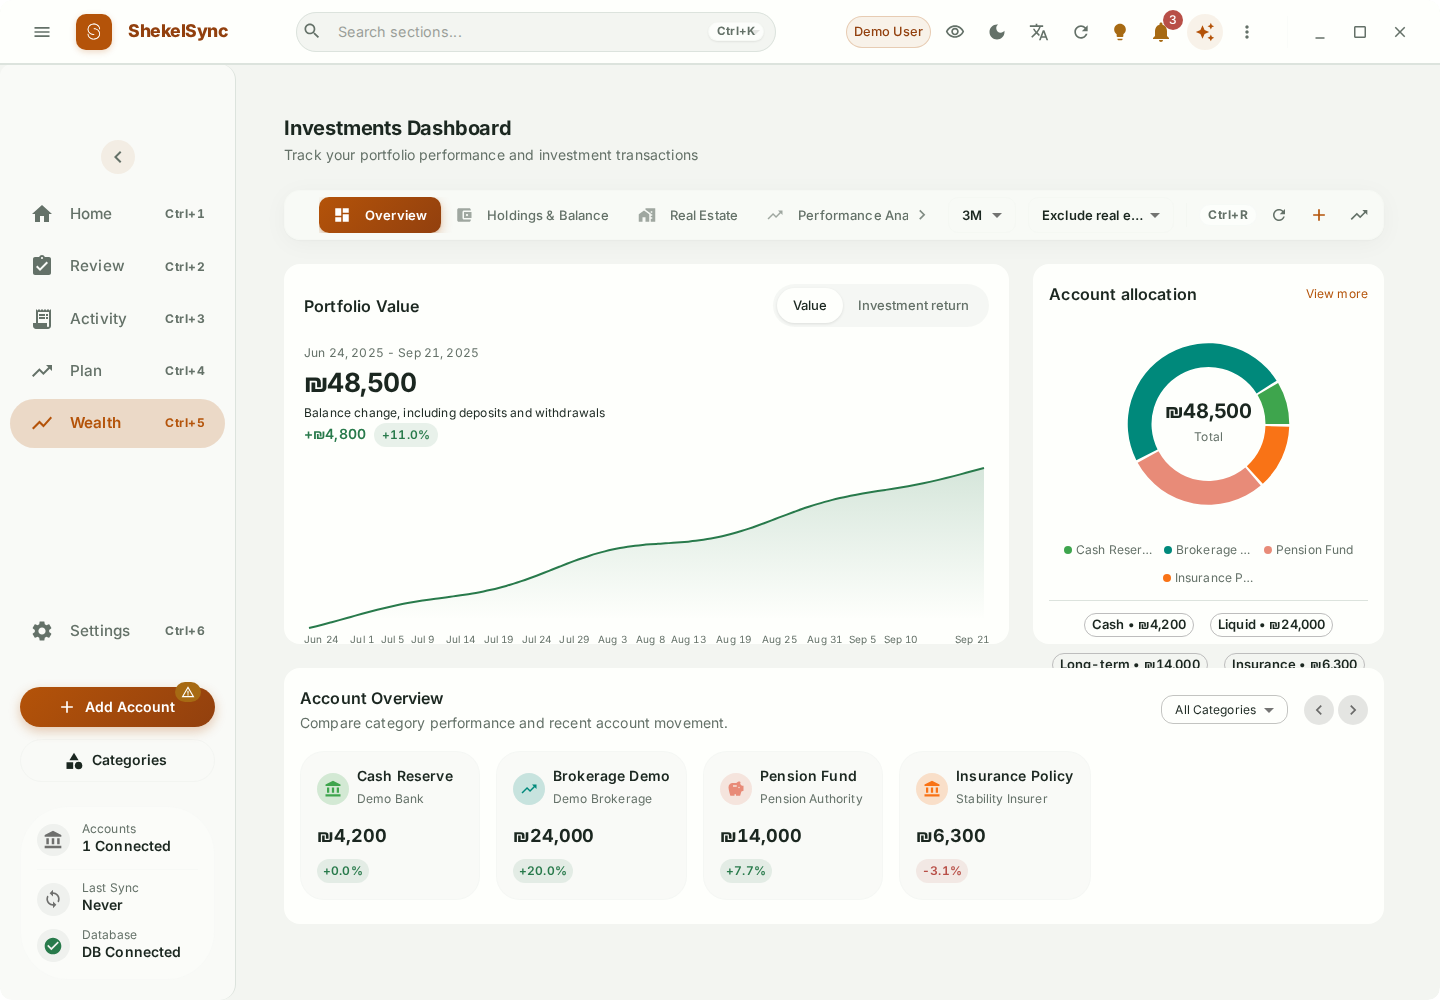 ShekelSync
Search sections...
Ctrl+K
Demo User
3
Home Ctrl+1
Review Ctrl+2
Activity Ctrl+3
Plan Ctrl+4
Wealth Ctrl+5
Settings Ctrl+6
Add Account
Categories
Accounts
1 Connected
Last Sync
Never
Database
DB Connected
Investments Dashboard
Track your portfolio performance and investment transactions
Overview
Holdings & Balance
Real Estate
Performance Ana
3M
Exclude real e...
Ctrl+R
Portfolio Value
Value
Investment return
Jun 24, 2025 - Sep 21, 2025
₪48,500
Balance change, including deposits and withdrawals
+₪4,800 +11.0%
Jun 24 Jul 1 Jul 5 Jul 9 Jul 14 Jul 19 Jul 24 Jul 29 Aug 3 Aug 8 Aug 13 Aug 19 Aug 25 Aug 31 Sep 5 Sep 10 Sep 21
Account allocation
View more
₪48,500
Total
Cash Reser... Brokerage ... Pension Fund
Insurance P...
Cash • ₪4,200 Liquid • ₪24,000
Long-term • ₪14,000 Insurance • ₪6,300
Account Overview
Compare category performance and recent account movement.
All Categories
Cash Reserve
Demo Bank
₪4,200
+0.0%
Brokerage Demo
Demo Brokerage
₪24,000
+20.0%
Pension Fund
Pension Authority
₪14,000
+7.7%
Insurance Policy
Stability Insurer
₪6,300
-3.1%